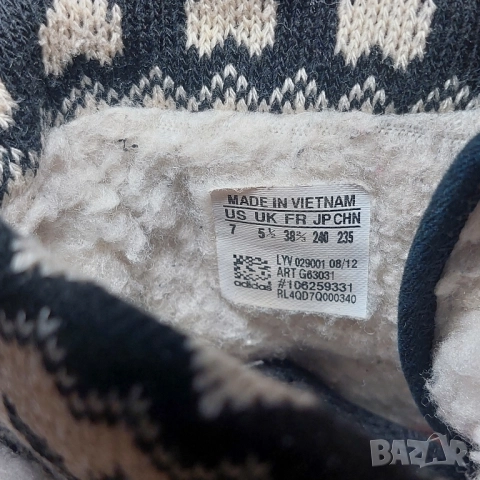 MADE IN VIETNAM
US UK FR JP CHN
7 5½ 38⅔ 240 235
LYV 029001 08/12
ART G63031
#106259331
adidas RL4QD7Q000340
BAZAR